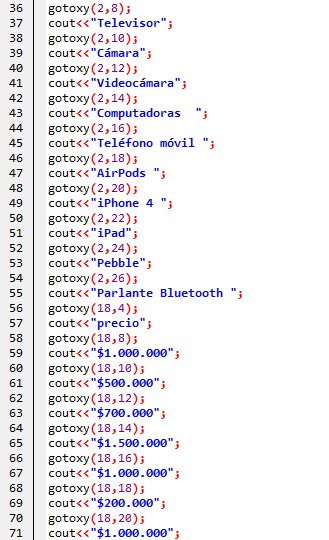 36 gotoxy(2,8);
37 cout<<"Televisor";
38 gotoxy(2,10);
39 cout<<"Cámara";
40 gotoxy(2,12);
41 cout<<"Videocámara";
42 gotoxy(2,14);
43 cout<<"Computadoras  ";
44 gotoxy(2,16);
45 cout<<"Teléfono móvil ";
46 gotoxy(2,18);
47 cout<<"AirPods ";
48 gotoxy(2,20);
49 cout<<"iPhone 4 ";
50 gotoxy(2,22);
51 cout<<"iPad";
52 gotoxy(2,24);
53 cout<<"Pebble";
54 gotoxy(2,26);
55 cout<<"Parlante Bluetooth ";
56 gotoxy(18,4);
57 cout<<"precio";
58 gotoxy(18,8);
59 cout<<"$1.000.000";
60 gotoxy(18,10);
61 cout<<"$500.000";
62 gotoxy(18,12);
63 cout<<"$700.000";
64 gotoxy(18,14);
65 cout<<"$1.500.000";
66 gotoxy(18,16);
67 cout<<"$1.000.000";
68 gotoxy(18,18);
69 cout<<"$200.000";
70 gotoxy(18,20);
71 cout<<"$1.000.000";